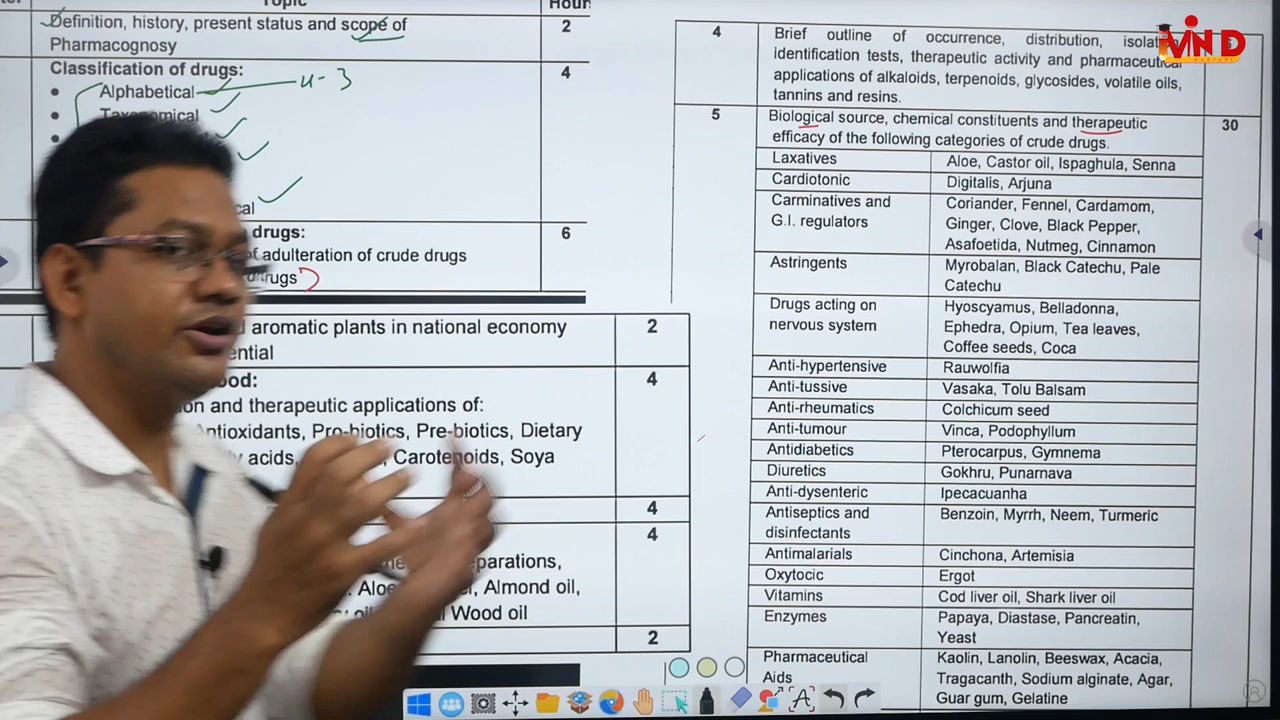 Topic
Hour
Definition, history, present status and scope of
Pharmacognosy
2
Classification of drugs:
4
• Alphabetical
4-3
• Taxonomical
•
cal
drugs:
6
of adulteration of crude drugs
drugs
aromatic plants in national economy
2
ential
ood:
4
on and therapeutic applications of:
Antioxidants, Pro-biotics, Pre-biotics, Dietary
acids, Carotenoids, Soya
4
4
parations,
Aloe Almond oil,
Wood oil
2
4
Brief outline of occurrence, distribution, isolation
identification tests, therapeutic activity and pharmaceutical
applications of alkaloids, terpenoids, glycosides, volatile oils,
tannins and resins.
5
Biological source, chemical constituents and therapeutic
efficacy of the following categories of crude drugs.
30
Laxatives Aloe, Castor oil, Ispaghula, Senna
Cardiotonic Digitalis, Arjuna
Carminatives and Coriander, Fennel, Cardamom,
G.I. regulators Ginger, Clove, Black Pepper,
Asafoetida, Nutmeg, Cinnamon
Astringents Myrobalan, Black Catechu, Pale
Catechu
Drugs acting on Hyoscyamus, Belladonna,
nervous system Ephedra, Opium, Tea leaves,
Coffee seeds, Coca
Anti-hypertensive Rauwolfia
Anti-tussive Vasaka, Tolu Balsam
Anti-rheumatics Colchicum seed
Anti-tumour Vinca, Podophyllum
Antidiabetics Pterocarpus, Gymnema
Diuretics Gokhru, Punarnava
Anti-dysenteric Ipecacuanha
Antiseptics and Benzoin, Myrrh, Neem, Turmeric
disinfectants
Antimalarials Cinchona, Artemisia
Oxytocic Ergot
Vitamins Cod liver oil, Shark liver oil
Enzymes Papaya, Diastase, Pancreatin,
Yeast
Pharmaceutical Kaolin, Lanolin, Beeswax, Acacia,
Aids Tragacanth, Sodium alginate, Agar,
Guar gum, Gelatine